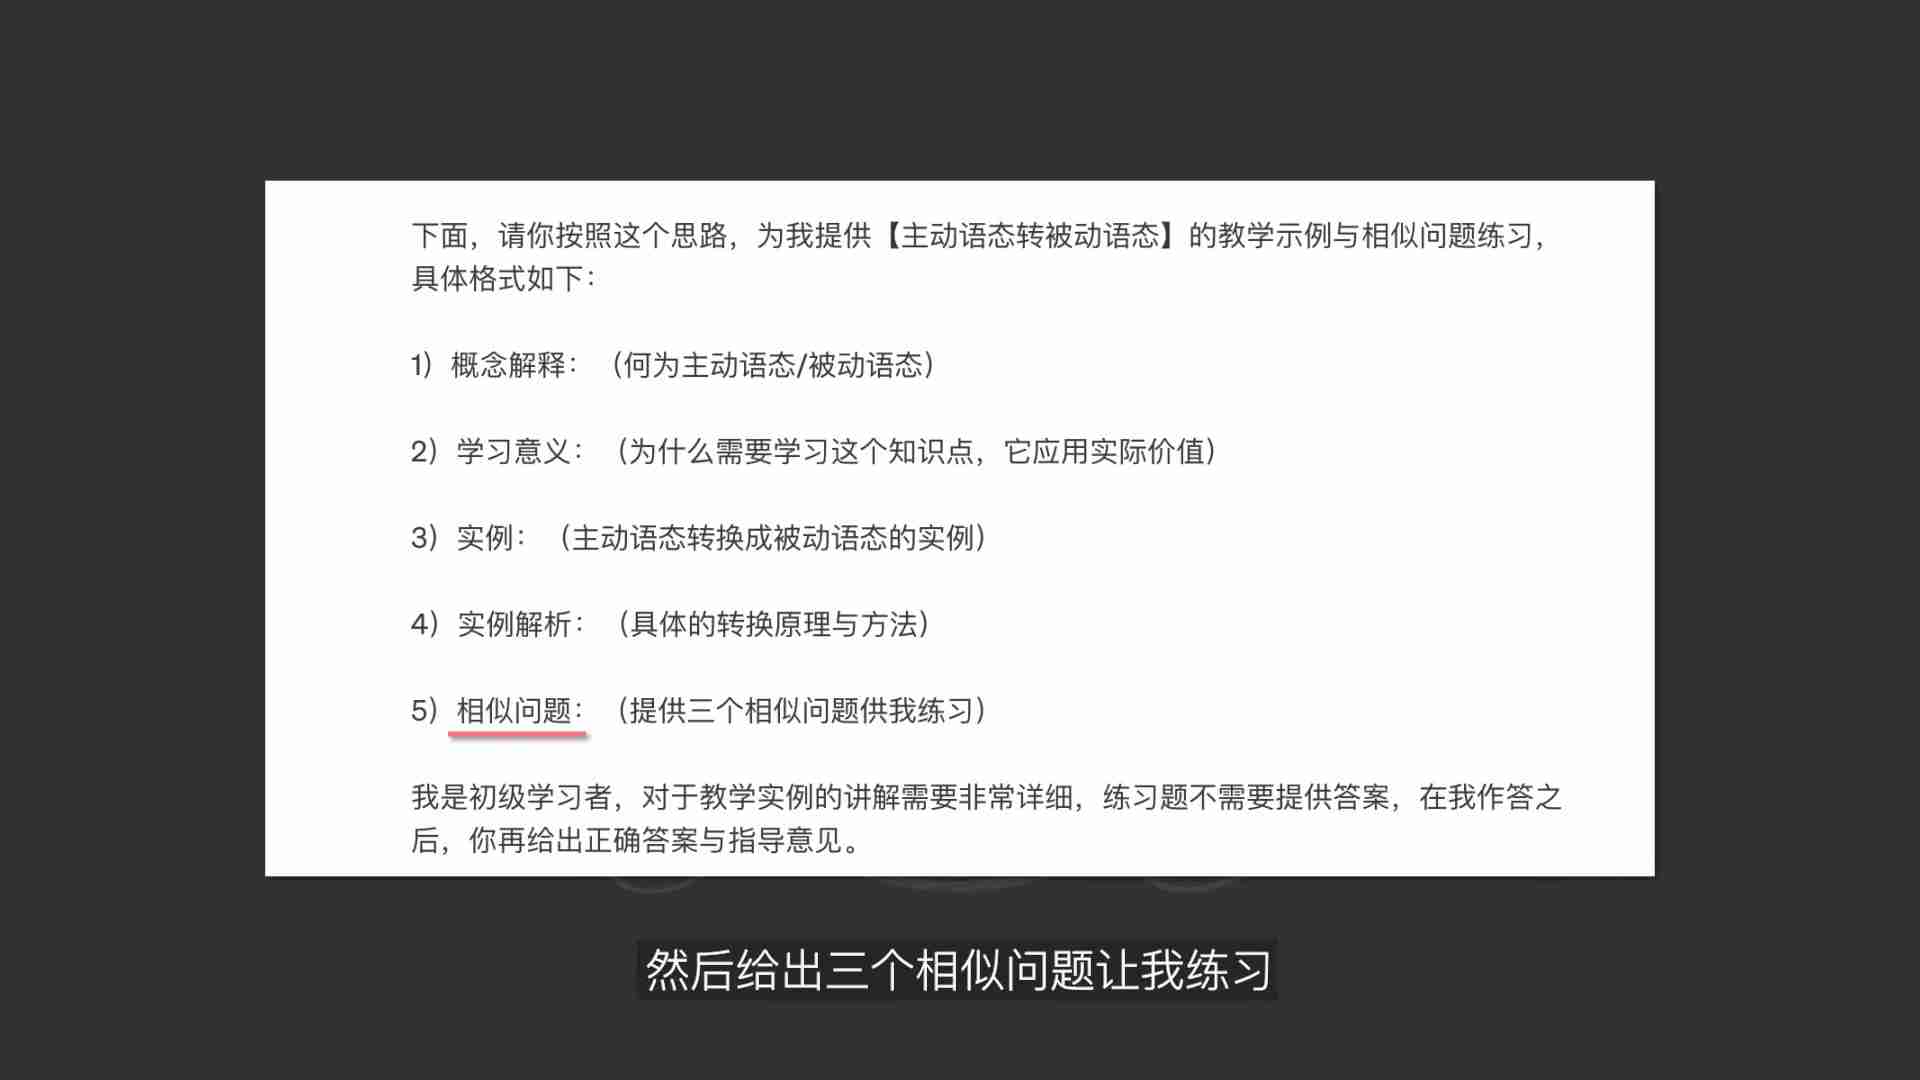 下面，请你按照这个思路，为我提供【主动语态转被动语态】的教学示例与相似问题练习，
具体格式如下：
1）概念解释：（何为主动语态/被动语态）
2）学习意义：（为什么需要学习这个知识点，它应用实际价值）
3）实例：（主动语态转换成被动语态的实例）
4）实例解析：（具体的转换原理与方法）
5）相似问题：（提供三个相似问题供我练习）
我是初级学习者，对于教学实例的讲解需要非常详细，练习题不需要提供答案，在我作答之
后，你再给出正确答案与指导意见。
然后给出三个相似问题让我练习